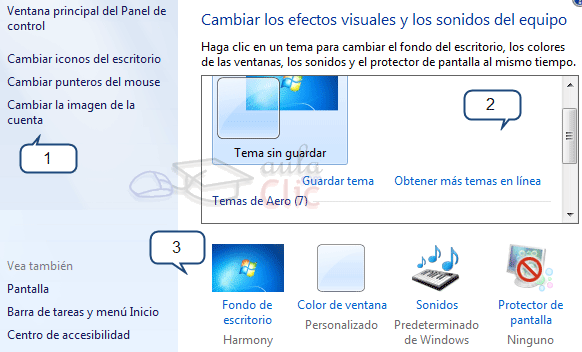 Ventana principal del Panel de
control
Cambiar iconos del escritorio
Cambiar punteros del mouse
Cambiar la imagen de la
cuenta
1
Vea también
Pantalla
Barra de tareas y menú Inicio
Centro de accesibilidad
Cambiar los efectos visuales y los sonidos del equipo
Haga clic en un tema para cambiar el fondo del escritorio, los colores
de las ventanas, los sonidos y el protector de pantalla al mismo tiempo.
2
Tema sin guardar
aula
Clic
Guardar tema
Obtener más temas en línea
Temas de Aero (7)
3
Fondo de
escritorio
Harmony
Color de ventana
Personalizado
Sonidos
Predeterminado
de Windows
Protector de
pantalla
Ninguno